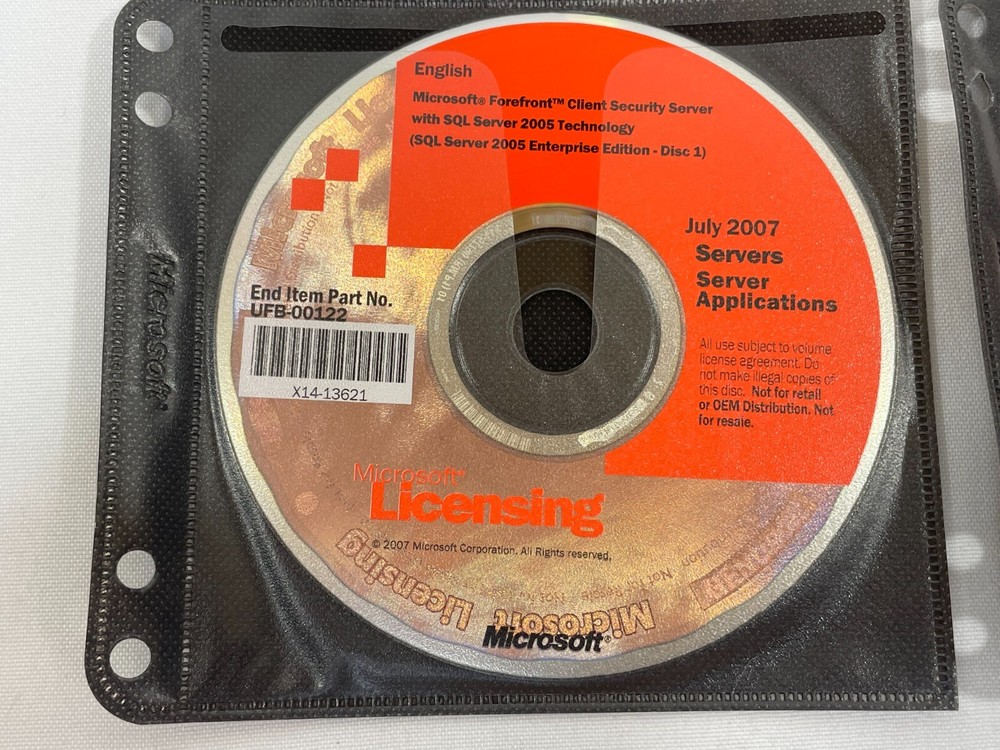 English
Microsoft® Forefront™ Client Security Server
with SQL Server 2005 Technology
(SQL Server 2005 Enterprise Edition - Disc 1)
July 2007
Servers
Server
Applications
End Item Part No.
UFB-00122
X14-13621
All use subject to volume
license agreement. Do
not make illegal copies of
this disc. Not for retail
or OEM Distribution. Not
for resale.
Microsoft®
Licensing
© 2007 Microsoft Corporation. All Rights reserved.
Microsoft Licensing
Microsoft
Microsoft®
Microsoft®